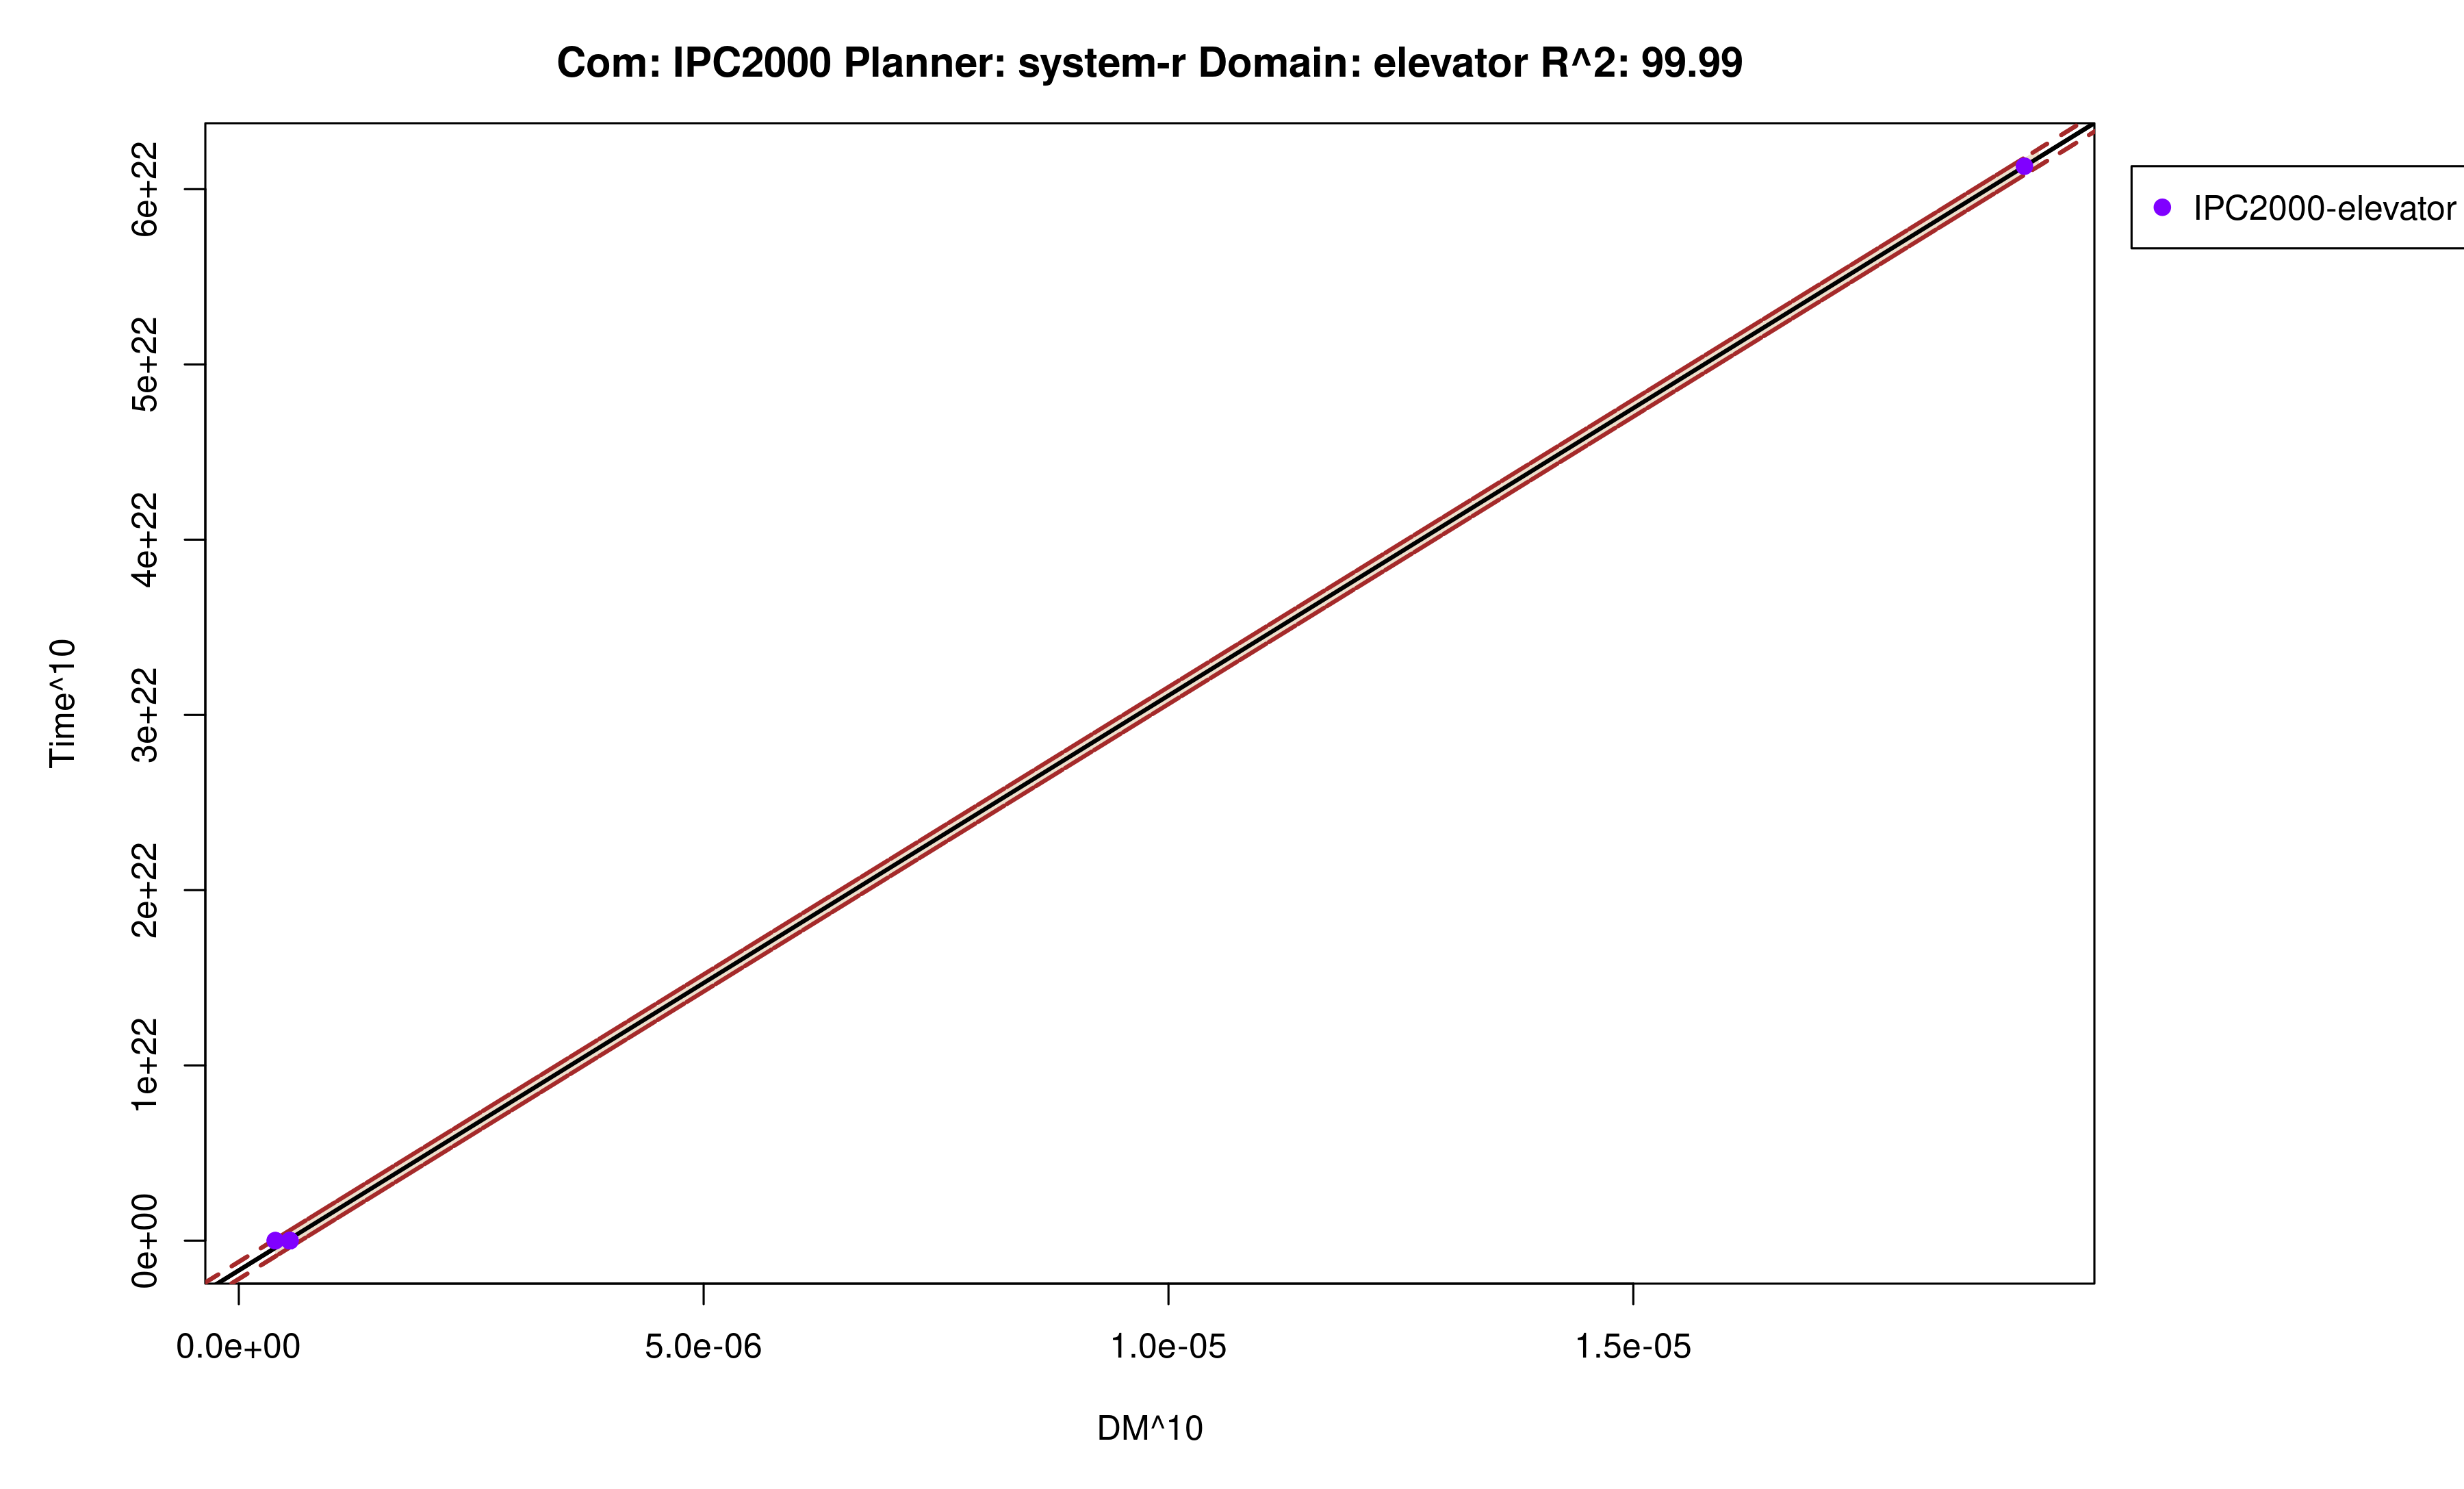 Com: IPC2000 Planner: system-r Domain: elevator R^2: 99.99
IPC2000-elevator
Time^10
6e+22
5e+22
4e+22
3e+22
2e+22
1e+22
0e+00
0.0e+00
5.0e-06
1.0e-05
1.5e-05
DM^10